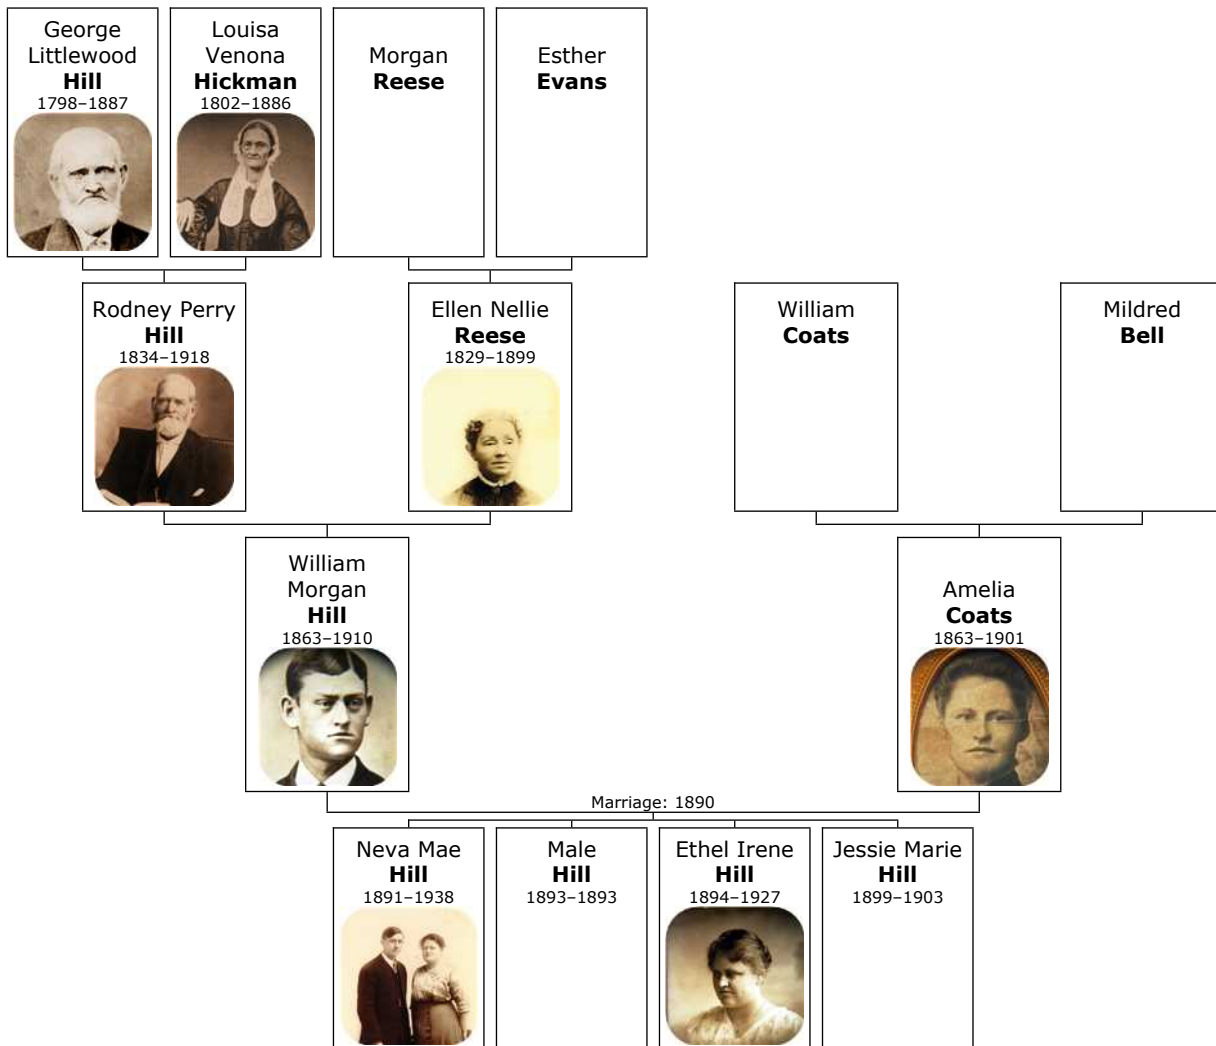 George
Littlewood
Hill
1798–1887
Louisa
Venona
Hickman
1802–1886
Morgan
Reese
Esther
Evans
Rodney Perry
Hill
1834–1918
Ellen Nellie
Reese
1829–1899
William
Coats
Mildred
Bell
William
Morgan
Hill
1863–1910
Amelia
Coats
1863–1901
Marriage: 1890
Neva Mae
Hill
1891–1938
Male
Hill
1893–1893
Ethel Irene
Hill
1894–1927
Jessie Marie
Hill
1899–1903